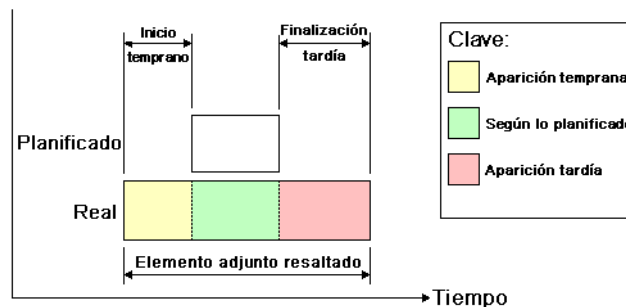 Inicio
temprano
Finalización
tardía
Planificado
Real
Elemento adjunto resaltado
Tiempo
Clave:
Aparición temprana
Según lo planificado
Aparición tardía